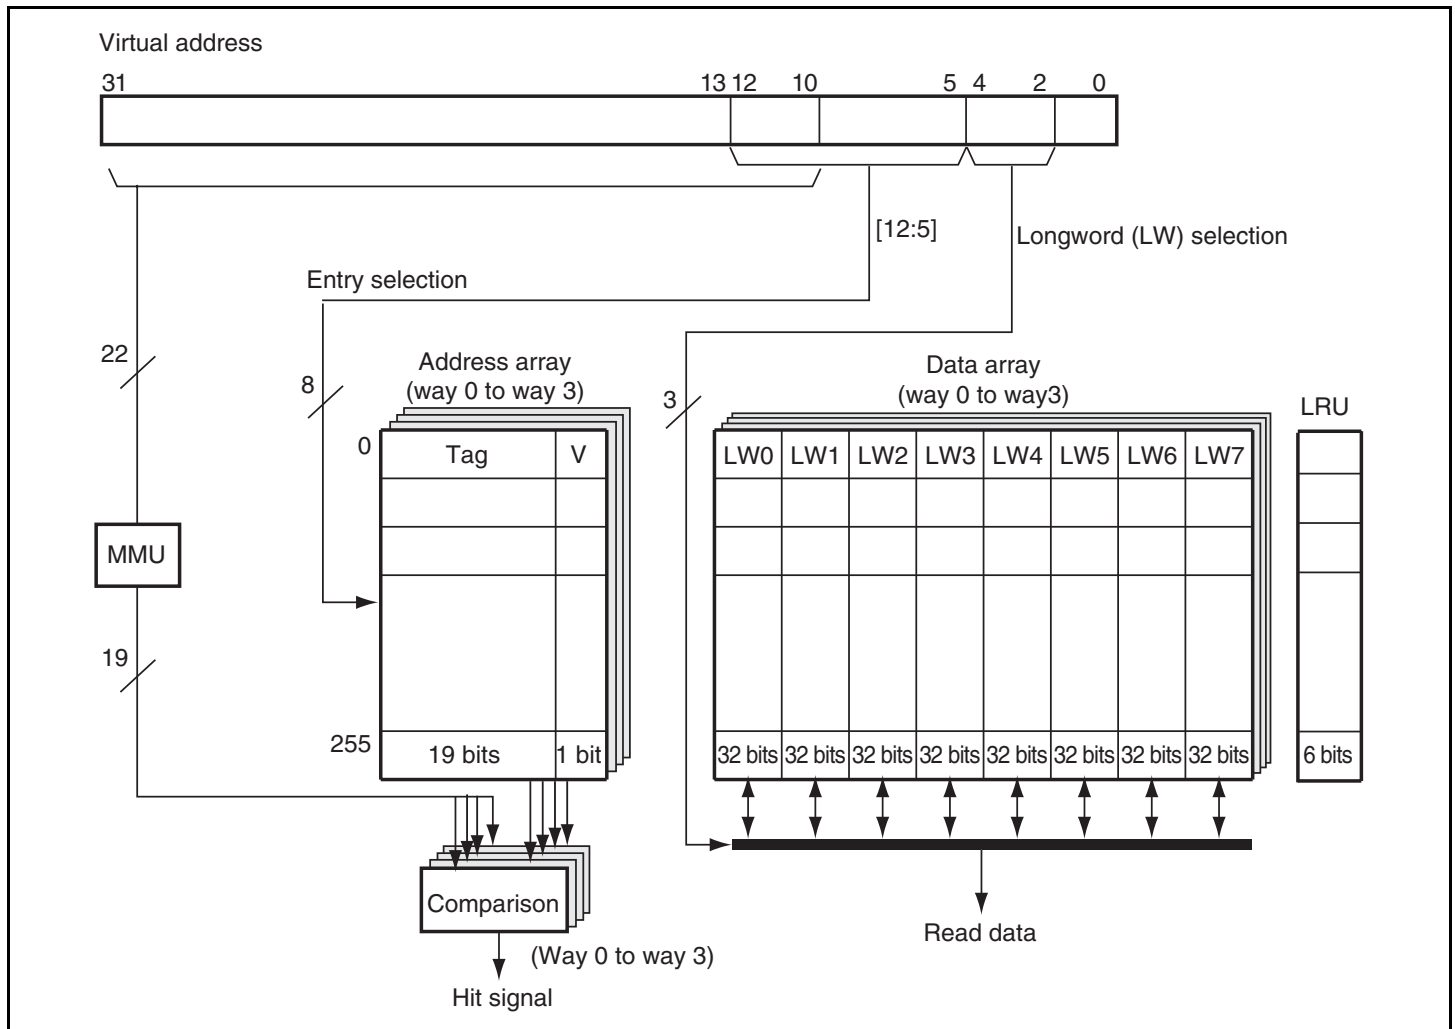 Virtual address
31 13 12 10 5 4 2 0
[12:5]
Longword (LW) selection
Entry selection
22
8
Address array
(way 0 to way 3)
3
Data array
(way 0 to way3)
LRU
0
Tag V
LW0 LW1 LW2 LW3 LW4 LW5 LW6 LW7
MMU
19
255
19 bits 1 bit
32 bits 32 bits 32 bits 32 bits 32 bits 32 bits 32 bits 32 bits
6 bits
Comparison
(Way 0 to way 3)
Read data
Hit signal